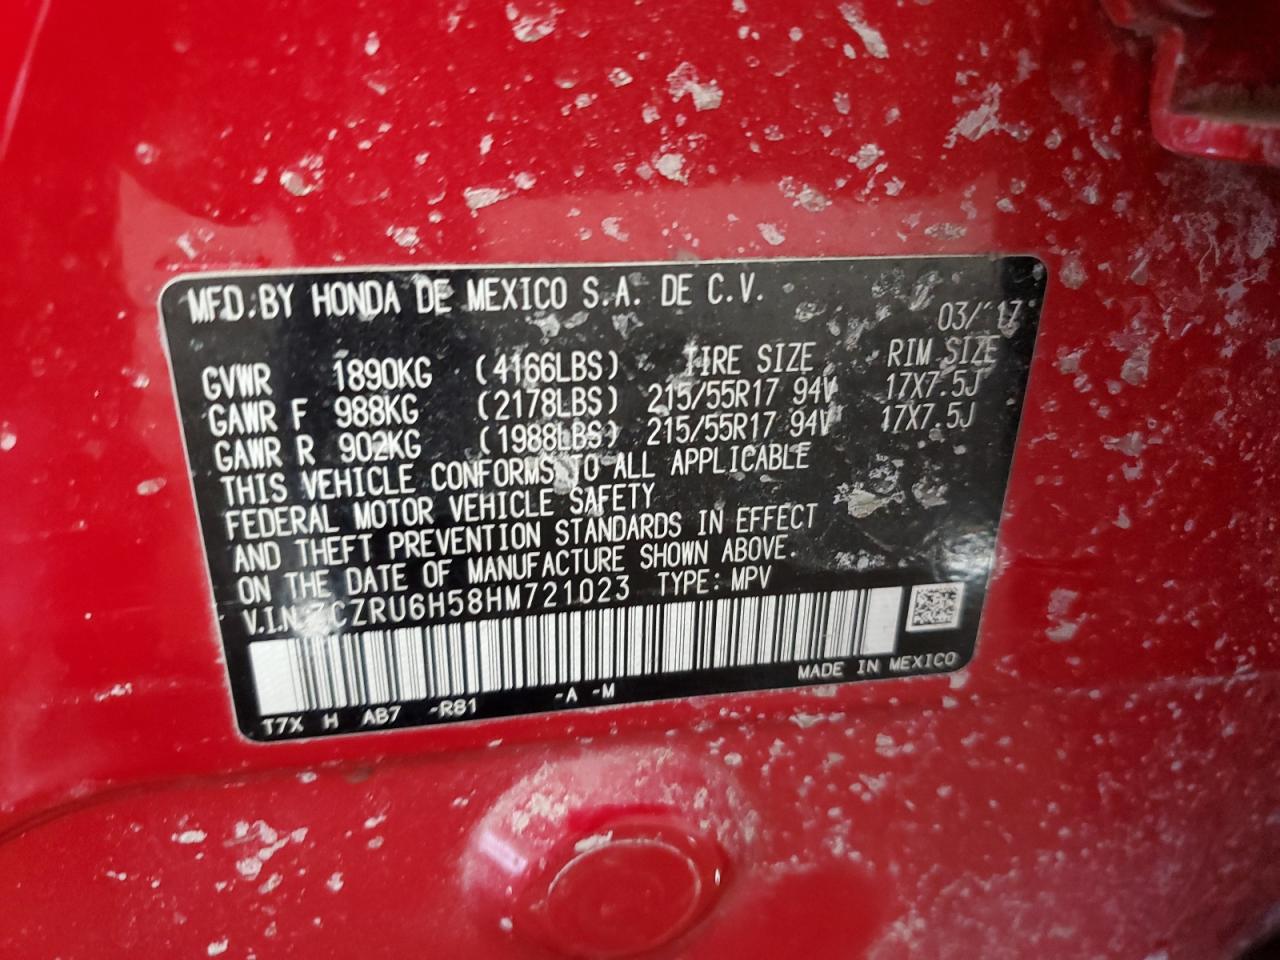 MFD. BY HONDA DE MEXICO S.A. DE C.V.
03/'17
GVWR 1890KG (4166LBS) TIRE SIZE RIM SIZE
GAWR F 988KG (2178LBS) 215/55R17 94V 17X7.5J
GAWR R 902KG (1988LBS) 215/55R17 94V 17X7.5J
THIS VEHICLE CONFORMS TO ALL APPLICABLE
FEDERAL MOTOR VEHICLE SAFETY
AND THEFT PREVENTION STANDARDS IN EFFECT
ON THE DATE OF MANUFACTURE SHOWN ABOVE.
V.I.N. 3CZRU6H58HM721023 TYPE: MPV
MADE IN MEXICO
T7X H AB7 -R81 -A -M